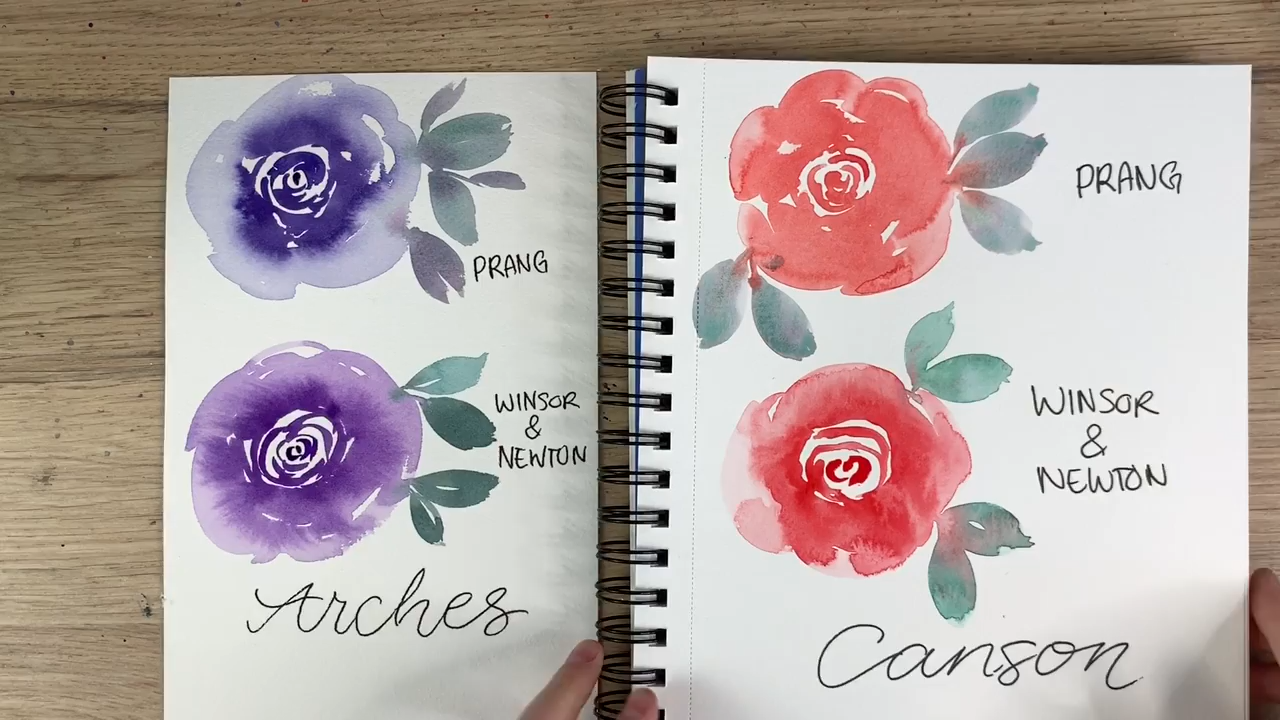 PRANG
WINSOR
&
NEWTON
Arches
PRANG
WINSOR
&
NEWTON
Canson